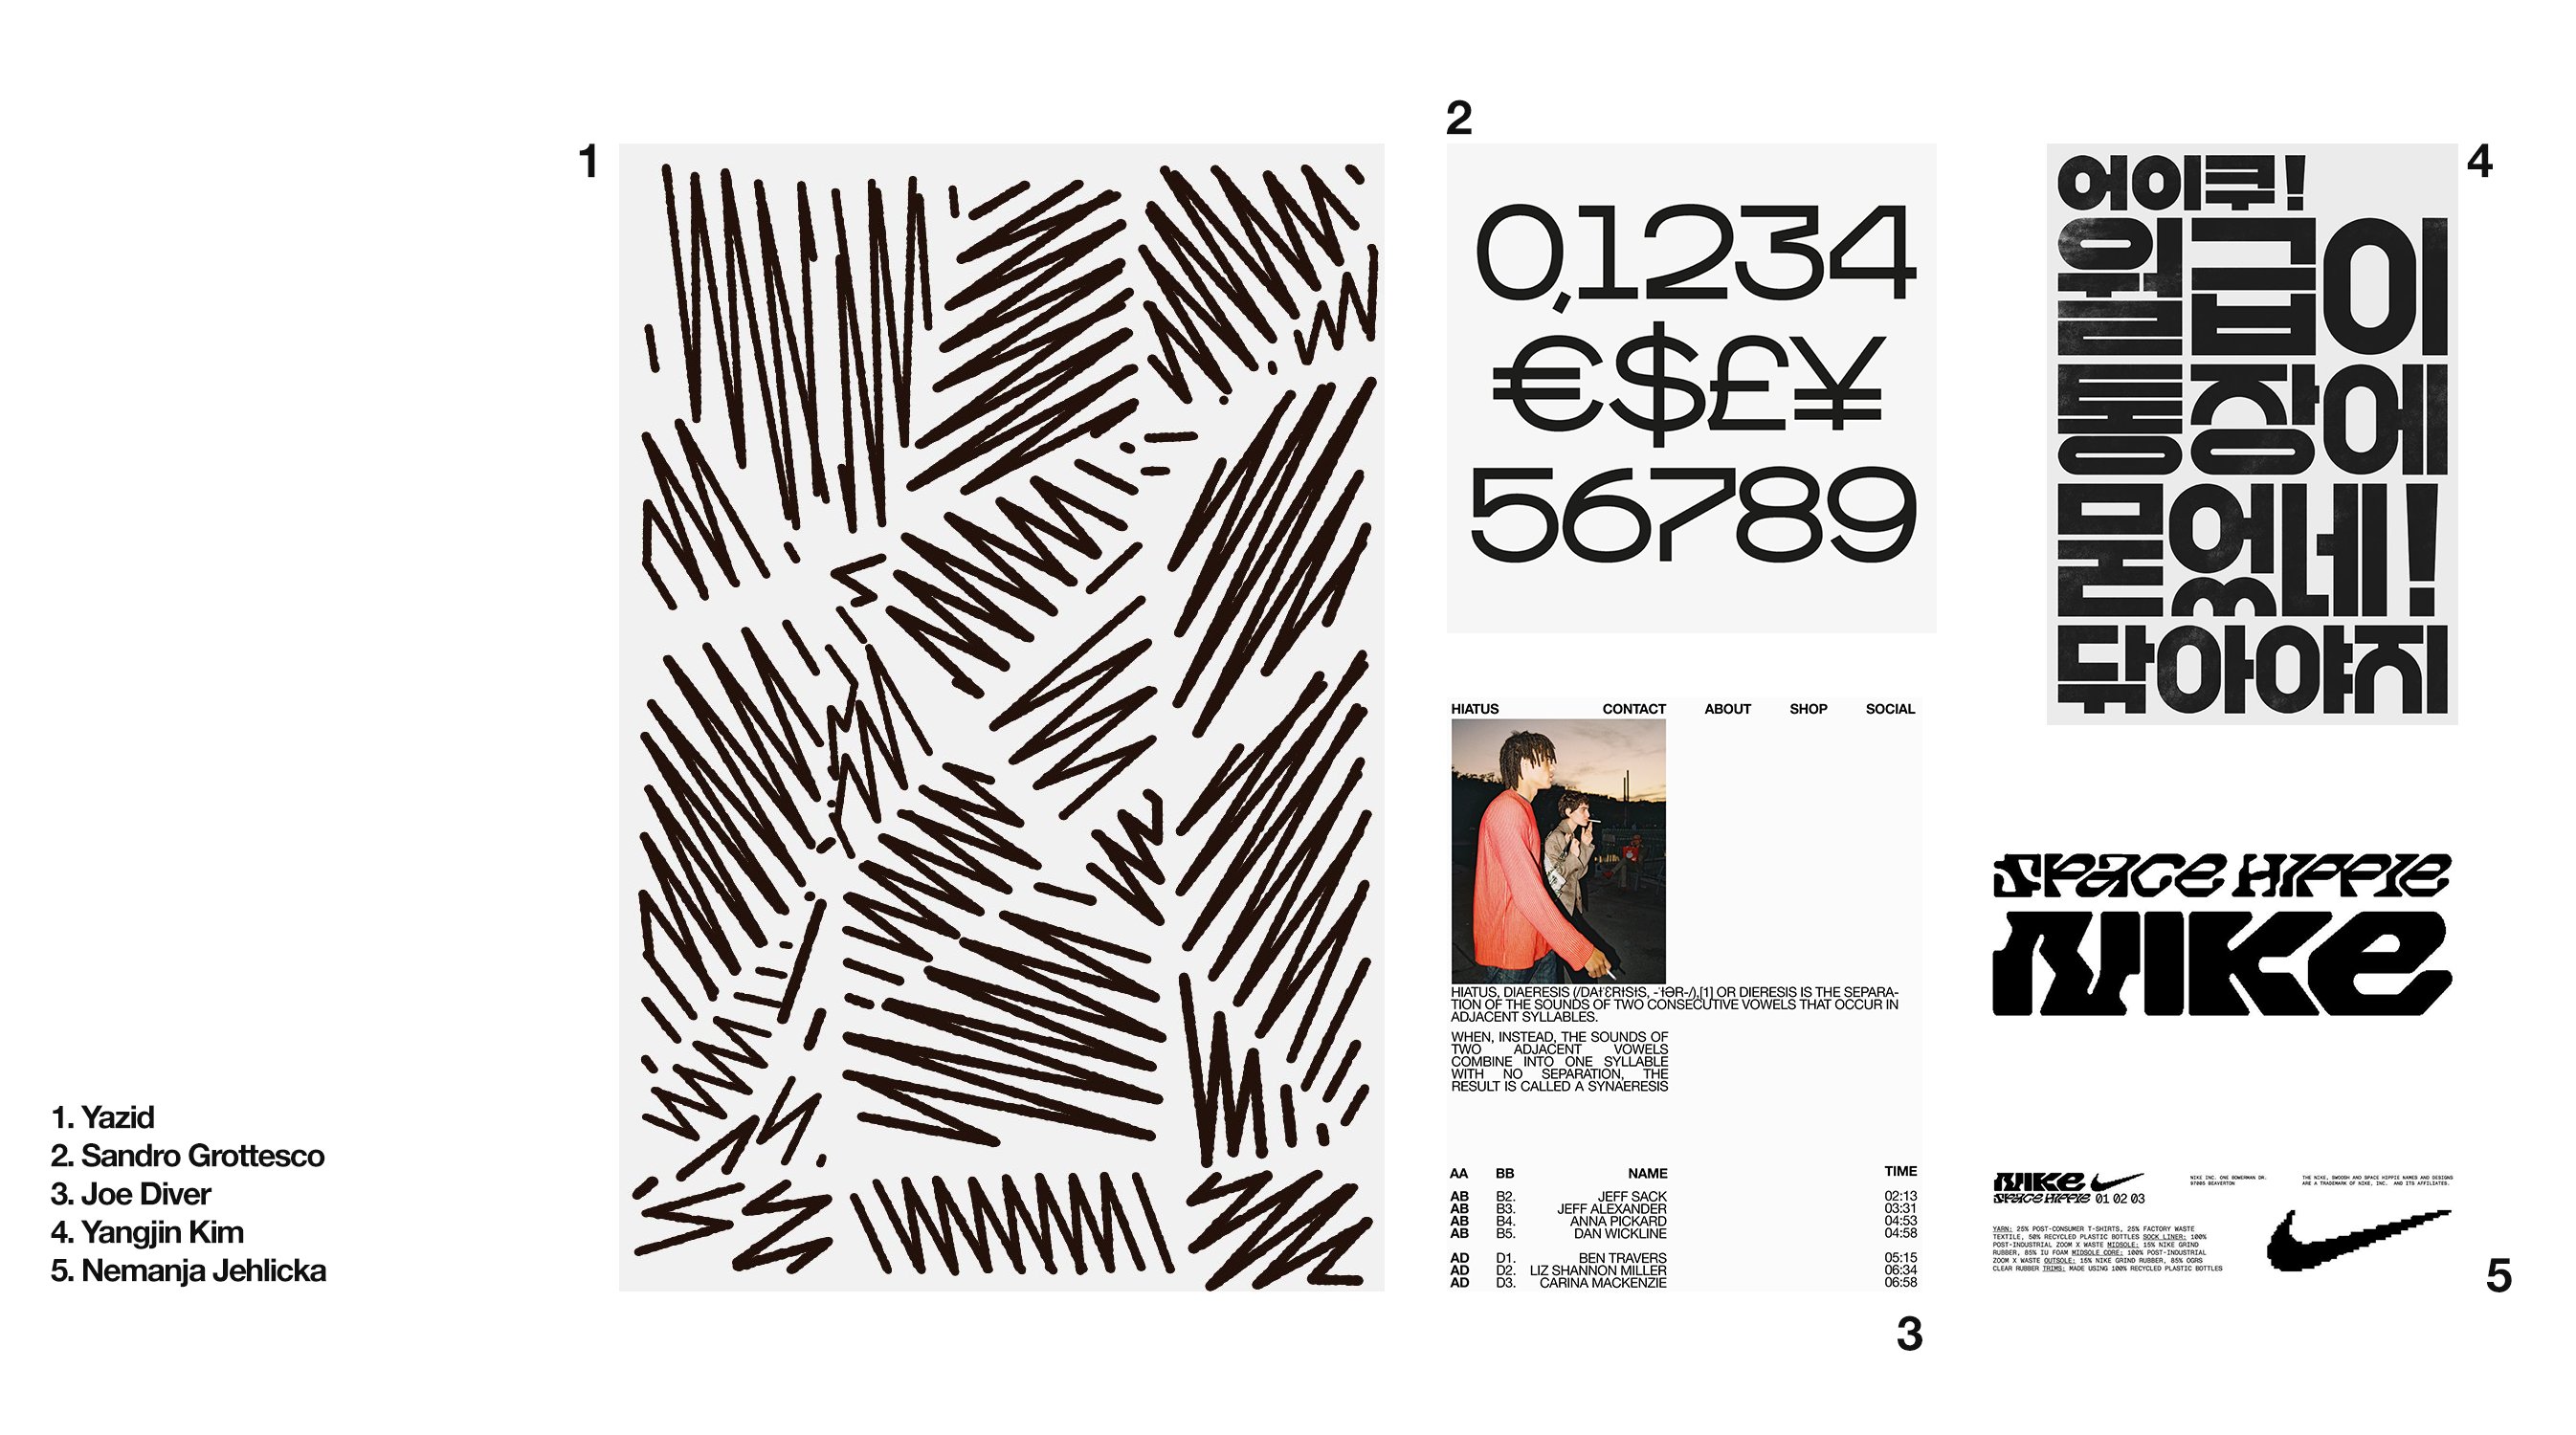 1
2
0,1234
€$£¥
56789
4
어이쿠!
월급이
통장에
묻었네!
닦아야지
HIATUS CONTACT ABOUT SHOP SOCIAL
HIATUS, DIAERESIS (/DAɪˈɛRɪSɪS, -ˈɪƏR-/),[1] OR DIERESIS IS THE SEPARA-
TION OF THE SOUNDS OF TWO CONSECUTIVE VOWELS THAT OCCUR IN
ADJACENT SYLLABLES.
WHEN, INSTEAD, THE SOUNDS OF
TWO ADJACENT VOWELS
COMBINE INTO ONE SYLLABLE
WITH NO SEPARATION, THE
RESULT IS CALLED A SYNAERESIS
AA BB NAME TIME
AB B2. JEFF SACK 02:13
AB B3. JEFF ALEXANDER 03:31
AB B4. ANNA PICKARD 04:53
AB B5. DAN WICKLINE 04:58
AD D1. BEN TRAVERS 05:15
AD D2. LIZ SHANNON MILLER 06:34
AD D3. CARINA MACKENZIE 06:58
3
SPaCe HIPPIe
NIKe
NIKe
SPaCe HIPPIe 01 02 03
NIKE INC. ONE BOWERMAN DR.
97005 BEAVERTON
THE NIKE, SWOOSH AND SPACE HIPPIE NAMES AND DESIGNS
ARE A TRADEMARK OF NIKE, INC. AND ITS AFFILIATES.
YARN: 25% POST-CONSUMER T-SHIRTS, 25% FACTORY WASTE
TEXTILE, 50% RECYCLED PLASTIC BOTTLES SOCK LINER: 100%
POST-INDUSTRIAL ZOOM X WASTE MIDSOLE: 15% NIKE GRIND
RUBBER, 85% IU FOAM MIDSOLE CORE: 100% POST-INDUSTRIAL
ZOOM X WASTE OUTSOLE: 15% NIKE GRIND RUBBER, 85% OGRS
CLEAR RUBBER TRIMS: MADE USING 100% RECYCLED PLASTIC BOTTLES
5
1. Yazid
2. Sandro Grottesco
3. Joe Diver
4. Yangjin Kim
5. Nemanja Jehlicka